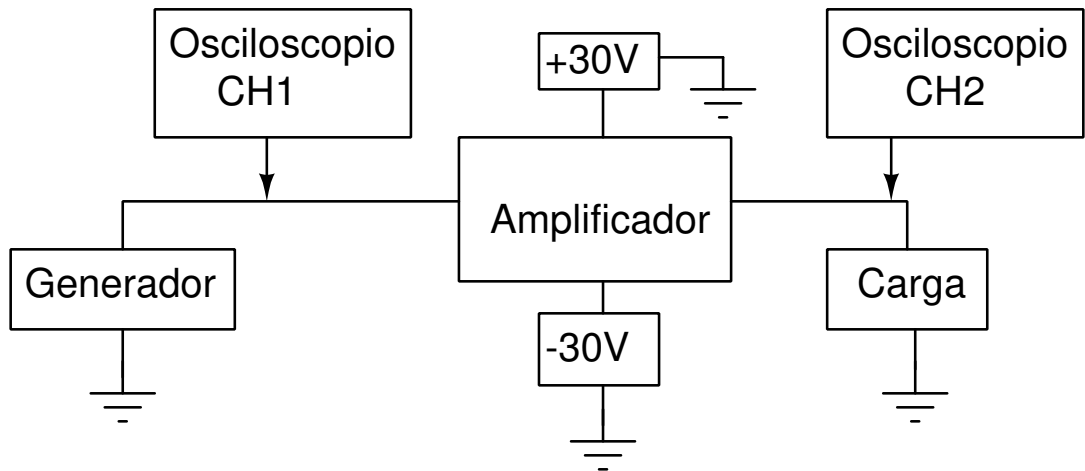 Osciloscopio
CH1
+30V
Osciloscopio
CH2
Amplificador
Generador
Carga
-30V